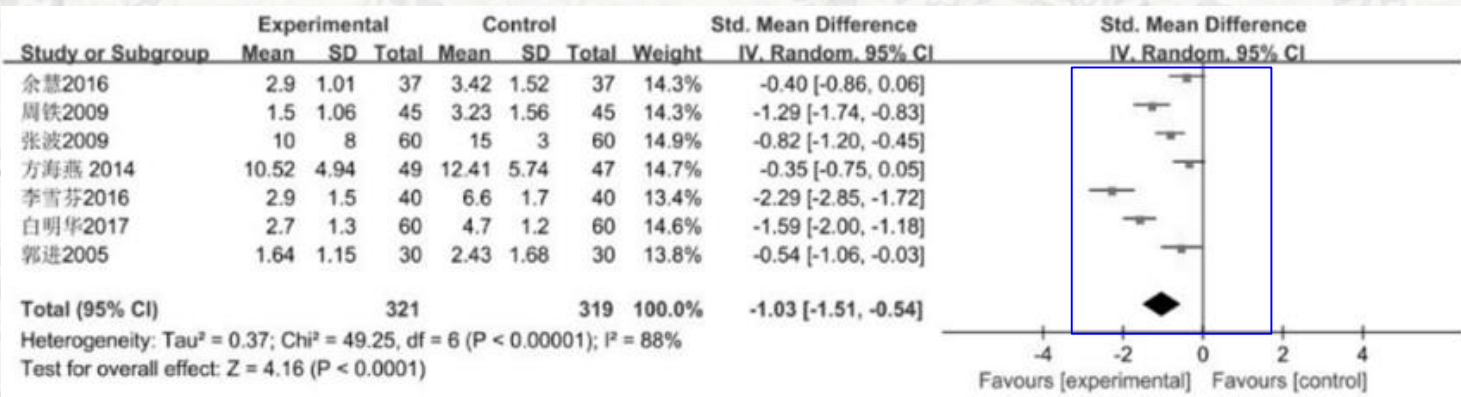 Experimental Control Std. Mean Difference Std. Mean Difference
Study or Subgroup Mean SD Total Mean SD Total Weight IV, Random, 95% CI IV, Random, 95% CI
余慧2016 2.9 1.01 37 3.42 1.52 37 14.3% -0.40 [-0.86, 0.06]
周铁2009 1.5 1.06 45 3.23 1.56 45 14.3% -1.29 [-1.74, -0.83]
张波2009 10 8 60 15 3 60 14.9% -0.82 [-1.20, -0.45]
方海燕 2014 10.52 4.94 49 12.41 5.74 47 14.7% -0.35 [-0.75, 0.05]
李雪芬2016 2.9 1.5 40 6.6 1.7 40 13.4% -2.29 [-2.85, -1.72]
白明华2017 2.7 1.3 60 4.7 1.2 60 14.6% -1.59 [-2.00, -1.18]
郭进2005 1.64 1.15 30 2.43 1.68 30 13.8% -0.54 [-1.06, -0.03]
Total (95% CI) 321 319 100.0% -1.03 [-1.51, -0.54]
Heterogeneity: Tau² = 0.37; Chi² = 49.25, df = 6 (P < 0.00001); I² = 88%
Test for overall effect: Z = 4.16 (P < 0.0001)
-4 -2 0 2 4
Favours [experimental] Favours [control]